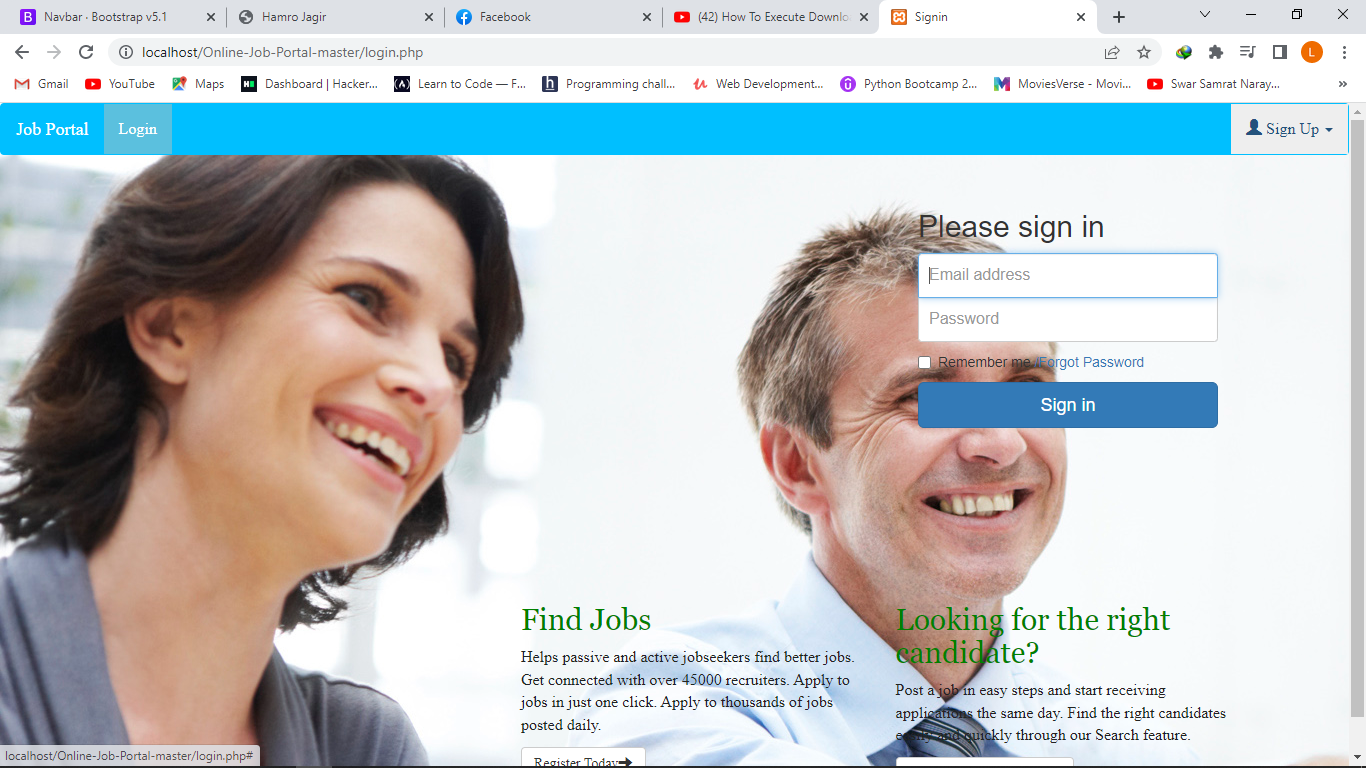 Navbar · Bootstrap v5.1
Hamro Jagir
Facebook
(42) How To Execute Downlo
Signin
localhost/Online-Job-Portal-master/login.php
L
Gmail
YouTube
Maps
Dashboard | Hacker...
Learn to Code — F...
Programming chall...
Web Development...
Python Bootcamp 2...
MoviesVerse - Movi...
Swar Samrat Naray...
»
Job Portal
Login
Sign Up
Please sign in
Email address
Password
Remember me /Forgot Password
Sign in
Find Jobs
Helps passive and active jobseekers find better jobs.
Get connected with over 45000 recruiters. Apply to
jobs in just one click. Apply to thousands of jobs
posted daily.
Register Today
Looking for the right
candidate?
Post a job in easy steps and start receiving
applications the same day. Find the right candidates
easily and quickly through our Search feature.
localhost/Online-Job-Portal-master/login.php#